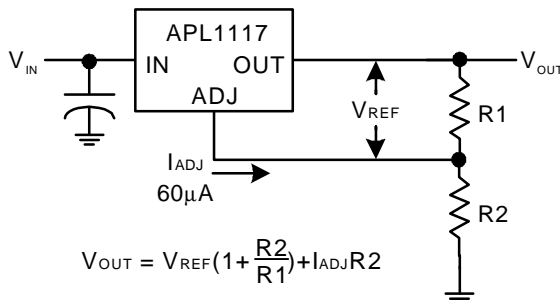 APL1117
VIN
IN
OUT
VOUT
ADJ
VREF
R1
IADJ
60µA
R2
VOUT = VREF(1+R2/R1)+IADJR2